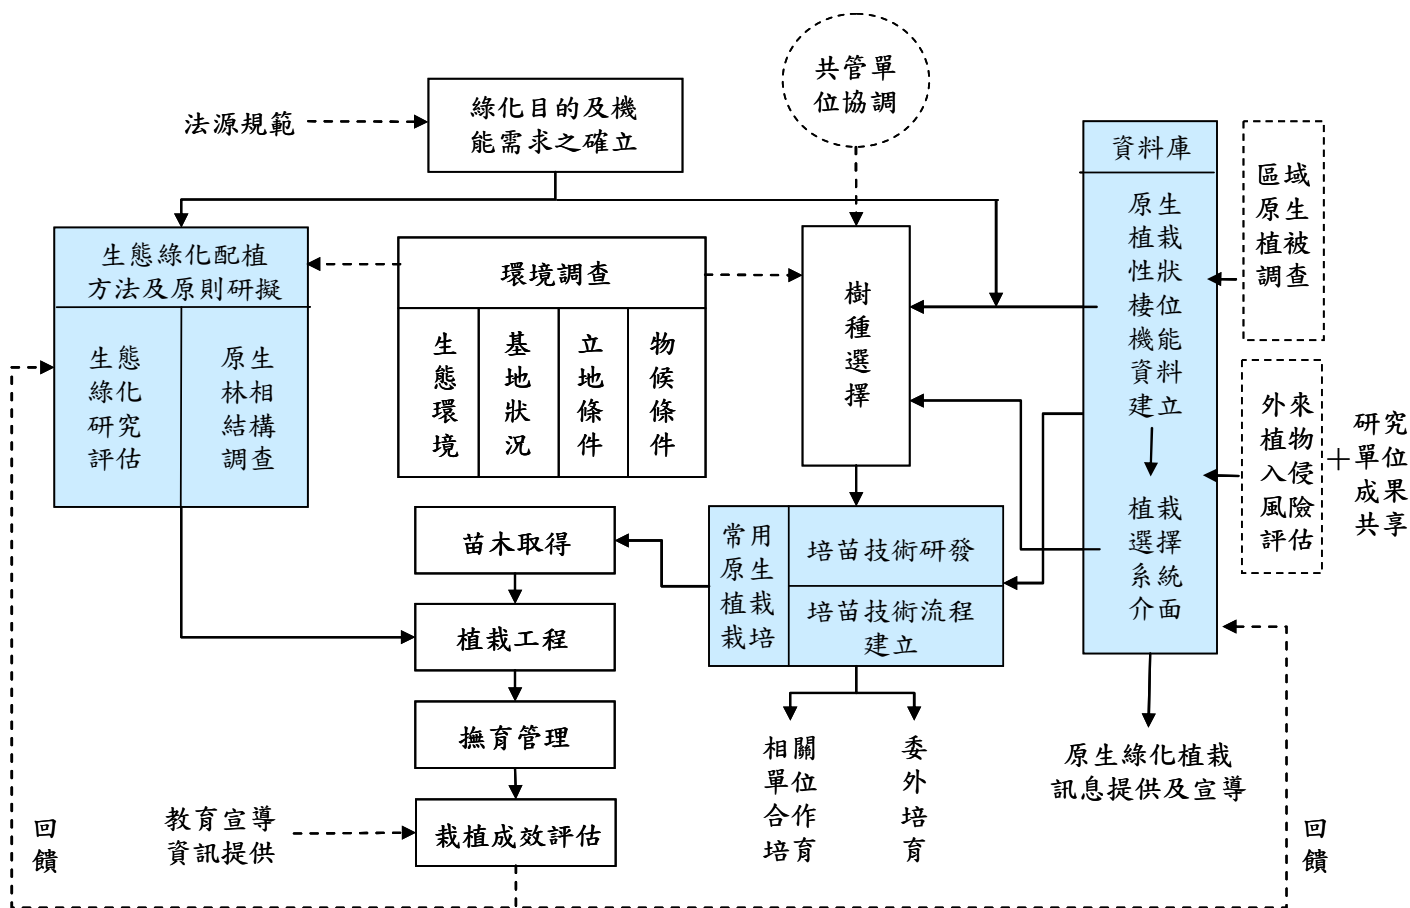 共管單
位協調
綠化目的及機
能需求之確立
法源規範
資料庫
區域
原生
植被
調查
原生
植栽
性狀
棲位
機能
資料
建立
生態綠化配植
方法及原則研擬
環境調查
樹種選擇
生態
綠化
研究
評估
原生
林相
結構
調查
生態環境
基地狀況
立地條件
物候條件
外來
植物
入侵
風險
評估
+
研究
單位
成果
共享
植栽
選擇
系統
介面
苗木取得
常用
原生
植栽
栽培
培苗技術研發
培苗技術流程
建立
植栽工程
撫育管理
相關
單位
合作
培育
委外培育
原生綠化植栽
訊息提供及宣導
教育宣導
資訊提供
栽植成效評估
回饋
回饋